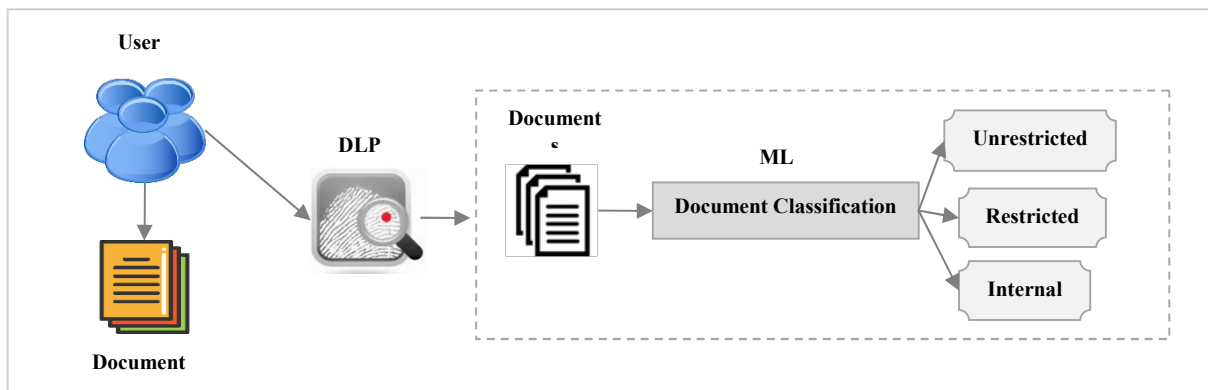 User
DLP
Document
s
ML
Document Classification
Unrestricted
Restricted
Internal
Document